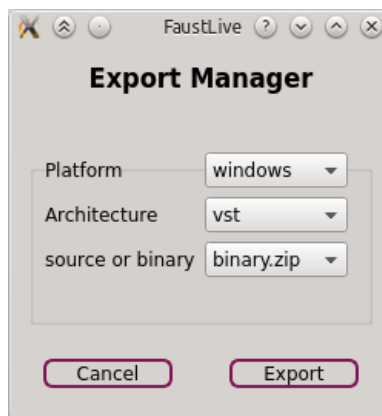 FaustLive
Export Manager
Platform windows
Architecture vst
source or binary binary.zip
Cancel Export